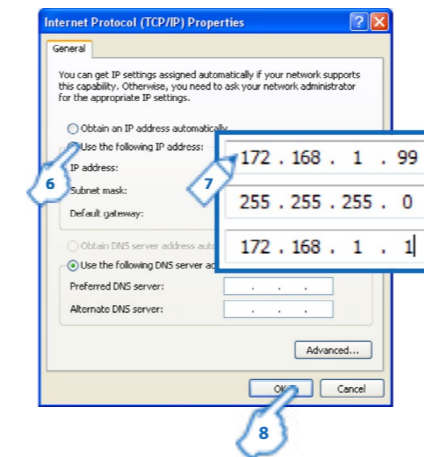 Internet Protocol (TCP/IP) Properties
General
You can get IP settings assigned automatically if your network supports
this capability. Otherwise, you need to ask your network administrator
for the appropriate IP settings.
Obtain an IP address automatically
Use the following IP address:
6
7
IP address:
172 . 168 . 1 . 99
Subnet mask:
255 . 255 . 255 . 0
Default gateway:
172 . 168 . 1 . 1
Obtain DNS server address
Use the following DNS server
Preferred DNS server:
. . .
Alternate DNS server:
. . .
Advanced...
OK
Cancel
8